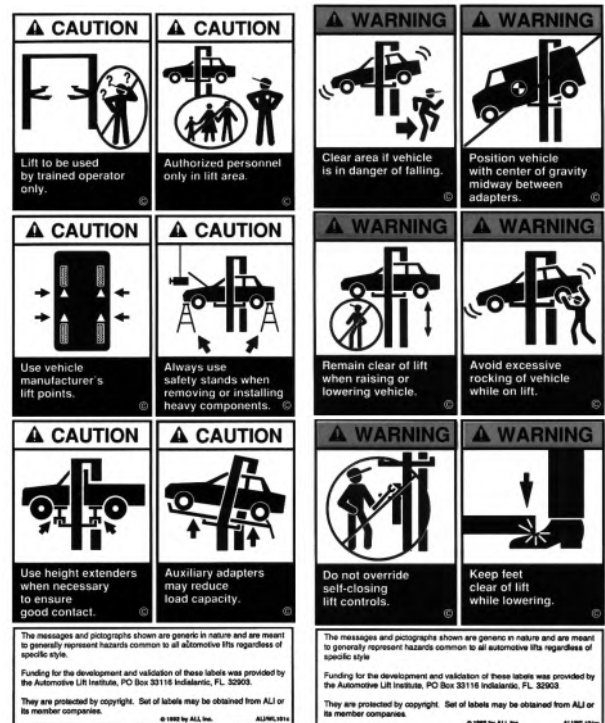 ⚠ CAUTION
Lift to be used
by trained operator
only.
©
⚠ CAUTION
Authorized personnel
only in lift area.
©
⚠ CAUTION
Use vehicle
manufacturer's
lift points.
©
⚠ CAUTION
Always use
safety stands when
removing or installing
heavy components.
©
⚠ CAUTION
Use height extenders
when necessary
to ensure
good contact.
©
⚠ CAUTION
Auxiliary adapters
may reduce
load capacity.
©
The messages and pictographs shown are generic in nature and are meant
to generally represent hazards common to all automotive lifts regardless of
specific style.
Funding for the development and validation of these labels was provided by
the Automotive Lift Institute, PO Box 33116 Indialantic, FL. 32903.
They are protected by copyright. Set of labels may be obtained from ALI or
its member companies.
© 1992 by ALI, Inc.
⚠ WARNING
Clear area if vehicle
is in danger of falling.
©
⚠ WARNING
Position vehicle
with center of gravity
midway between
adapters.
©
⚠ WARNING
Remain clear of lift
when raising or
lowering vehicle.
©
⚠ WARNING
Avoid excessive
rocking of vehicle
while on lift.
©
⚠ WARNING
Do not override
self-closing
lift controls.
©
⚠ WARNING
Keep feet
clear of lift
while lowering.
©
The messages and pictographs shown are generic in nature and are meant
to generally represent hazards common to all automotive lifts regardless of
specific style
Funding for the development and validation of these labels was provided by
the Automotive Lift Institute, PO Box 33116 Indialantic, FL. 32903
They are protected by copyright. Set of labels may be obtained from ALI or
its member companies.
© 1992 by ALI, Inc.